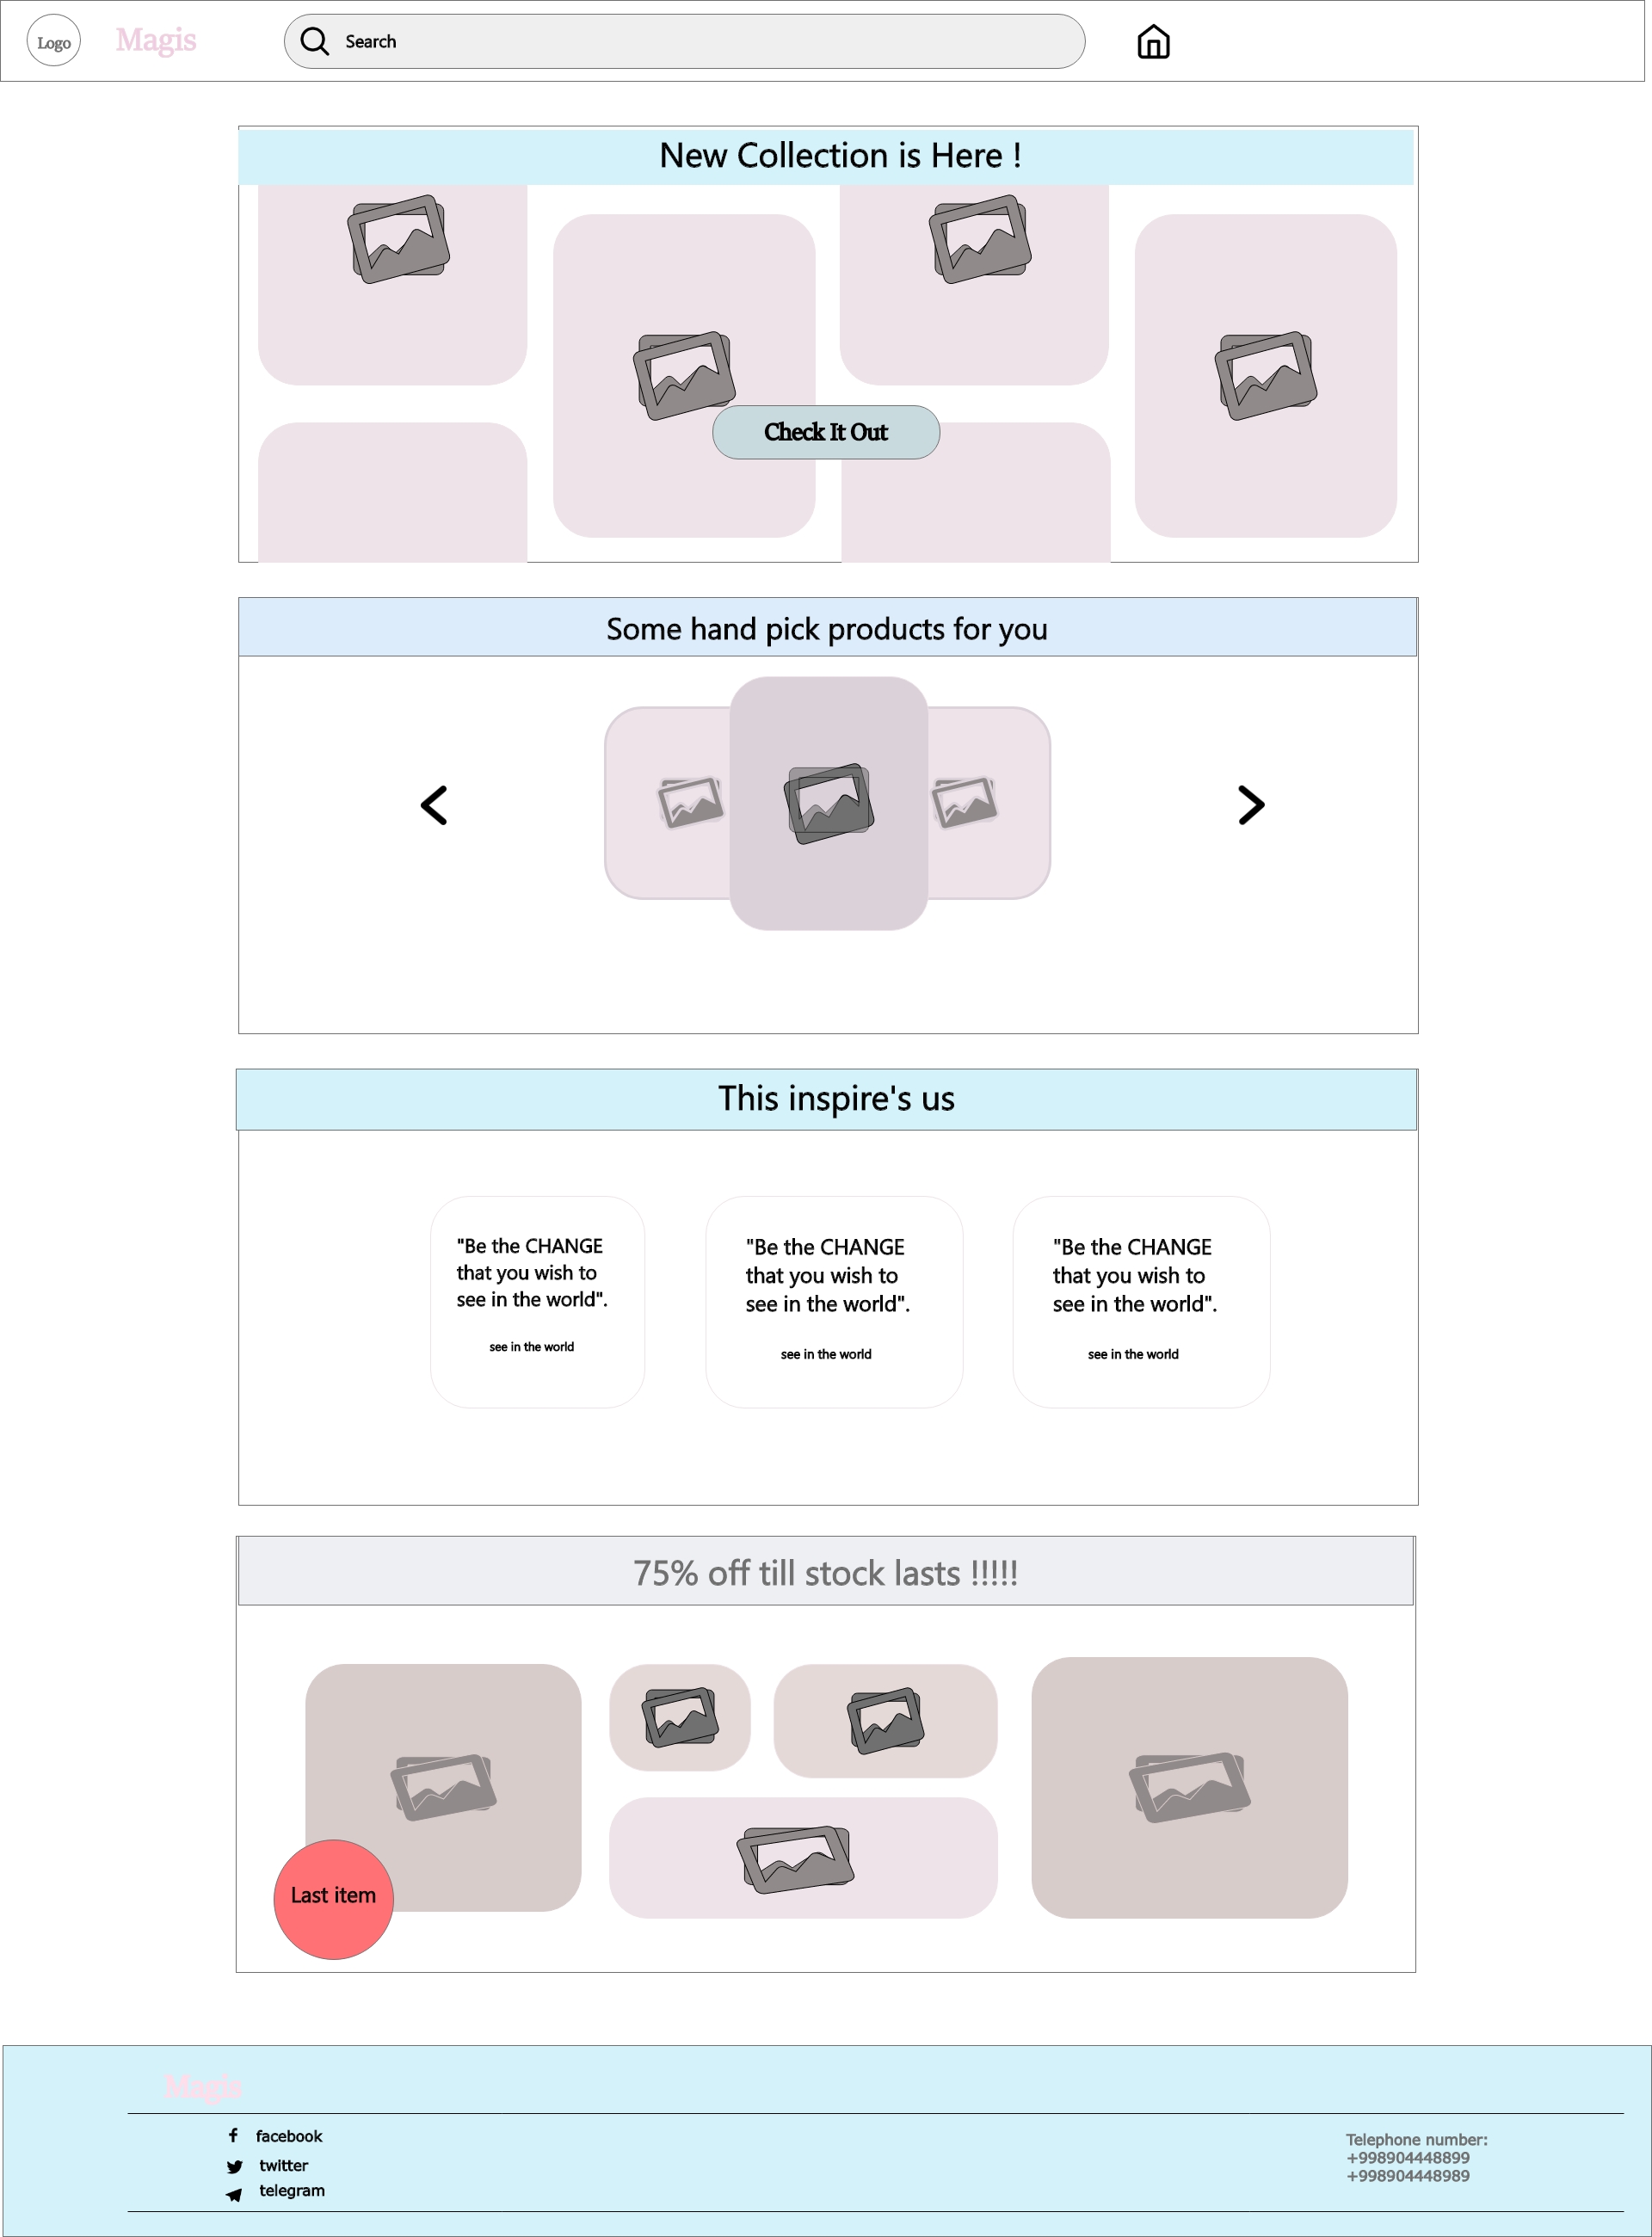 Logo
Magis
Search
New Collection is Here !
Check It Out
Some hand pick products for you
This inspire's us
"Be the CHANGE
that you wish to
see in the world".
see in the world
"Be the CHANGE
that you wish to
see in the world".
see in the world
"Be the CHANGE
that you wish to
see in the world".
see in the world
75% off till stock lasts !!!!!
Last item
Magis
facebook
twitter
telegram
Telephone number:
+998904448899
+998904448989